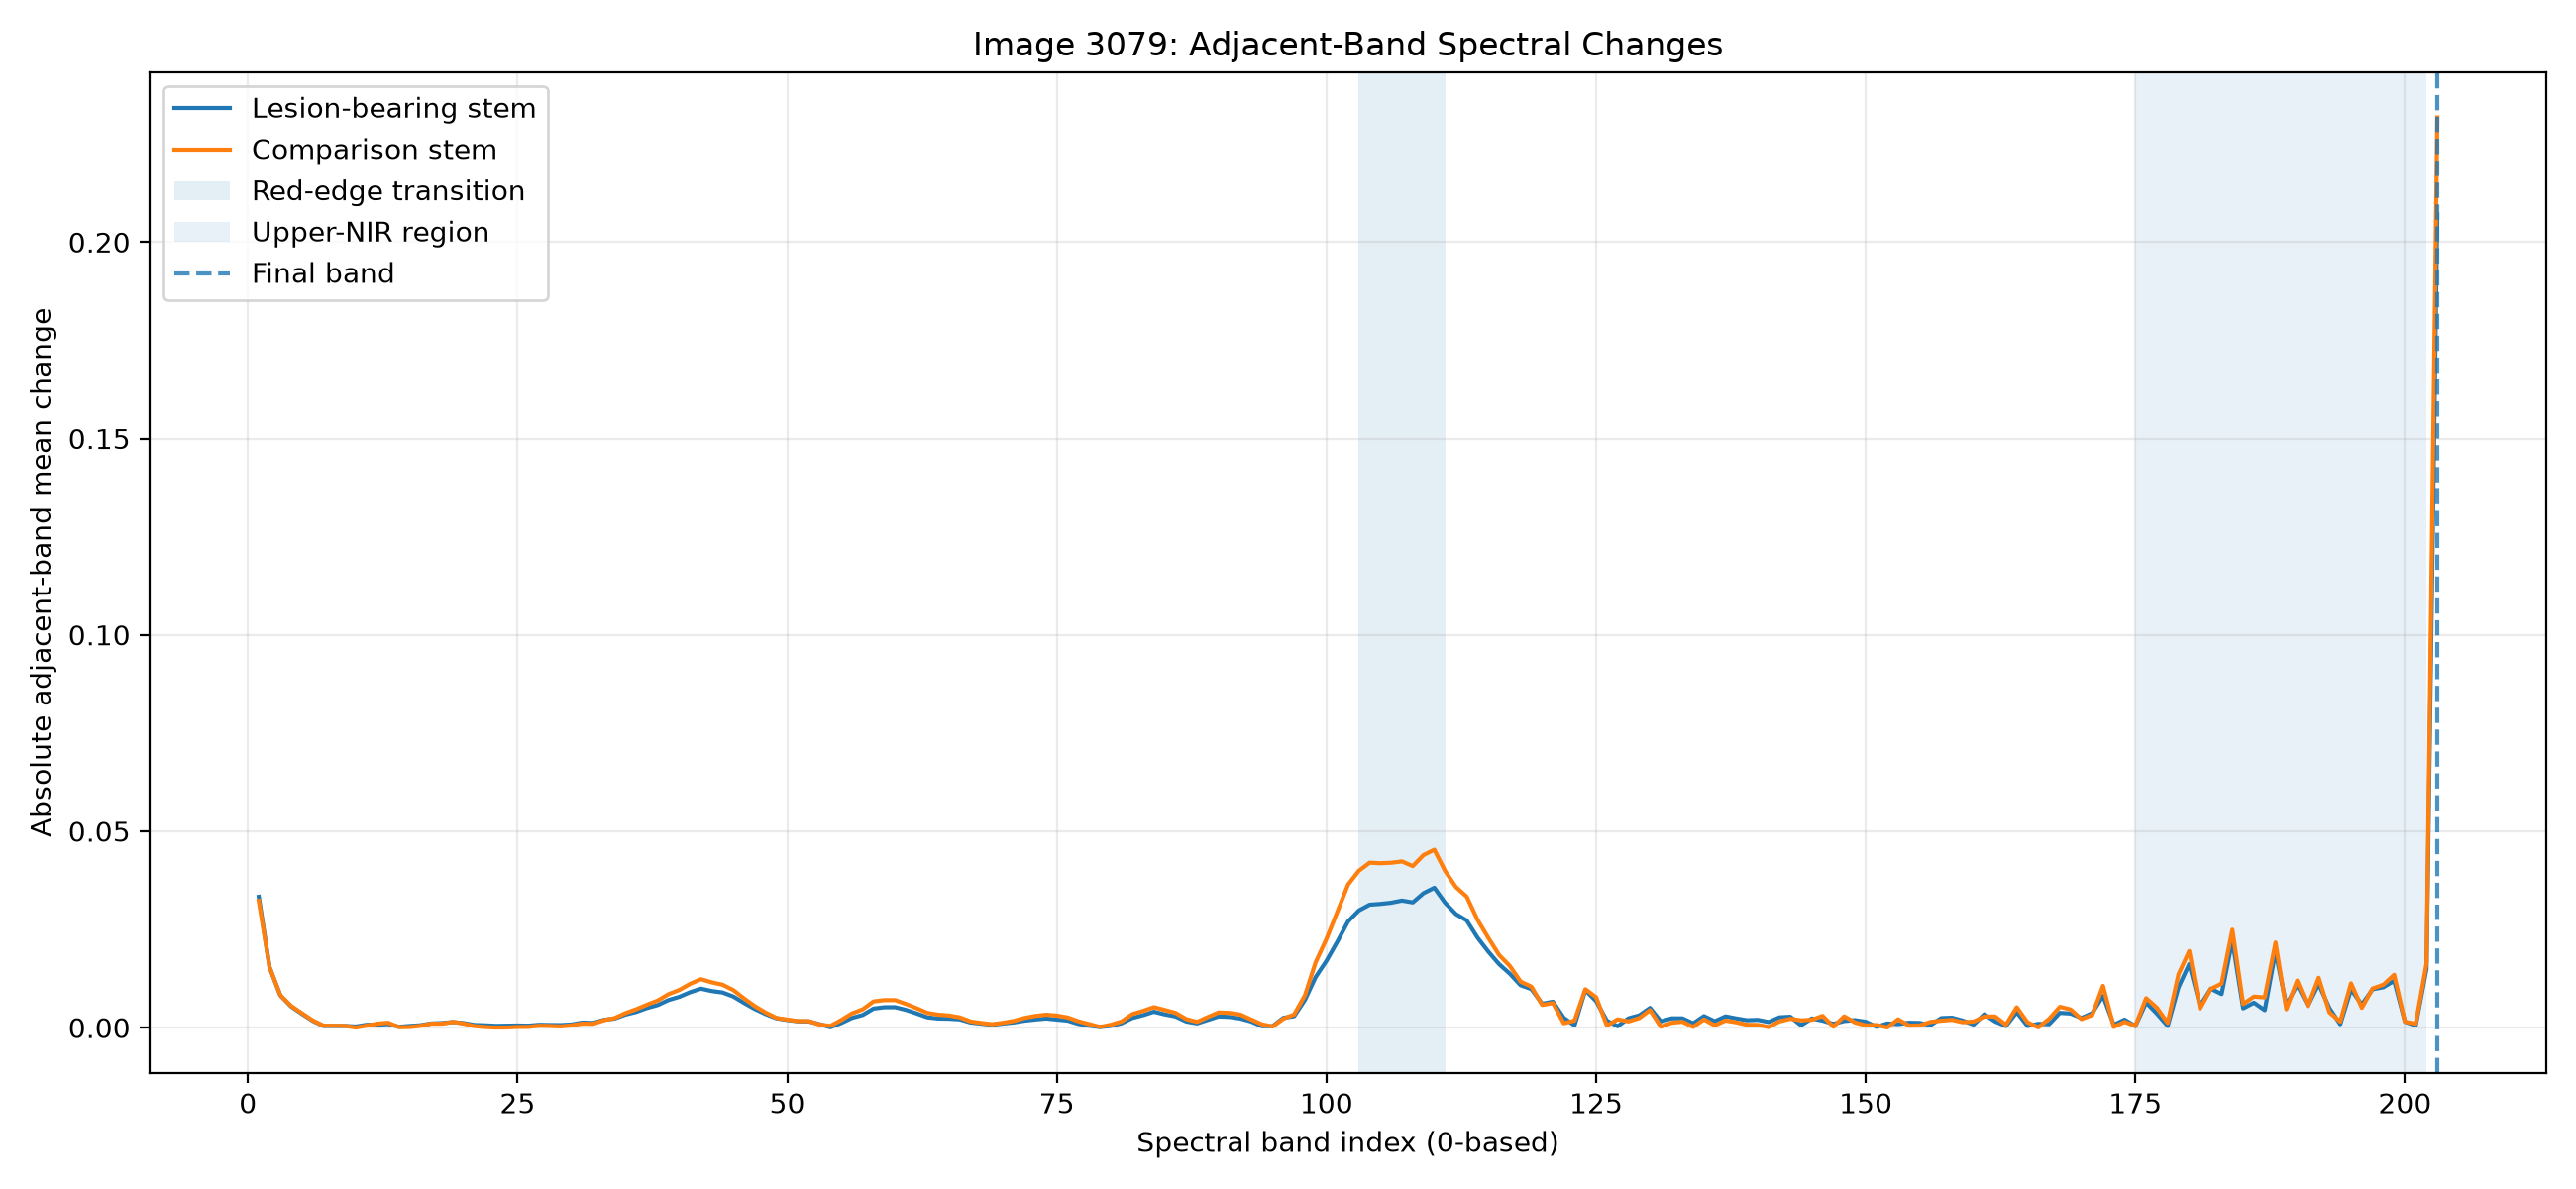 Image 3079: Adjacent-Band Spectral Changes
Lesion-bearing stem
Comparison stem
Red-edge transition
Upper-NIR region
Final band
Absolute adjacent-band mean change
0.20
0.15
0.10
0.05
0.00
0 25 50 75 100 125 150 175 200
Spectral band index (0-based)